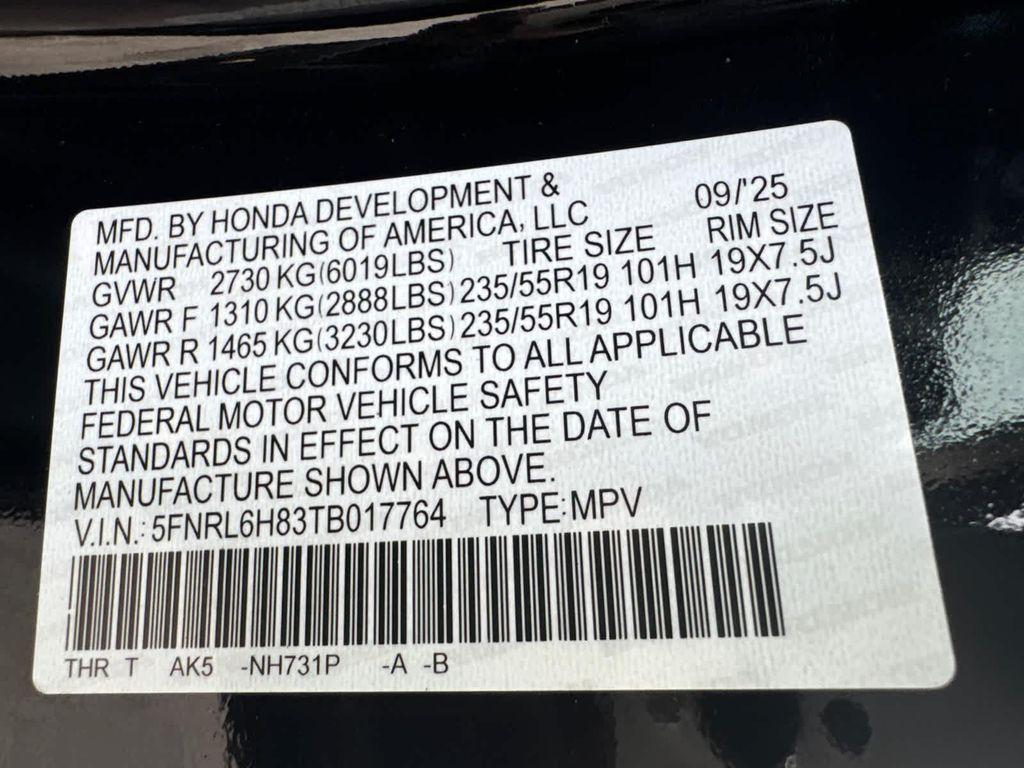 MFD. BY HONDA DEVELOPMENT & 09/'25
MANUFACTURING OF AMERICA, LLC RIM SIZE
GVWR 2730 KG(6019LBS) TIRE SIZE
GAWR F 1310 KG(2888LBS) 235/55R19 101H 19X7.5J
GAWR R 1465 KG(3230LBS) 235/55R19 101H 19X7.5J
THIS VEHICLE CONFORMS TO ALL APPLICABLE
FEDERAL MOTOR VEHICLE SAFETY
STANDARDS IN EFFECT ON THE DATE OF
MANUFACTURE SHOWN ABOVE.
V.I.N.: 5FNRL6H83TB017764 TYPE: MPV
THR T AK5 -NH731P -A -B